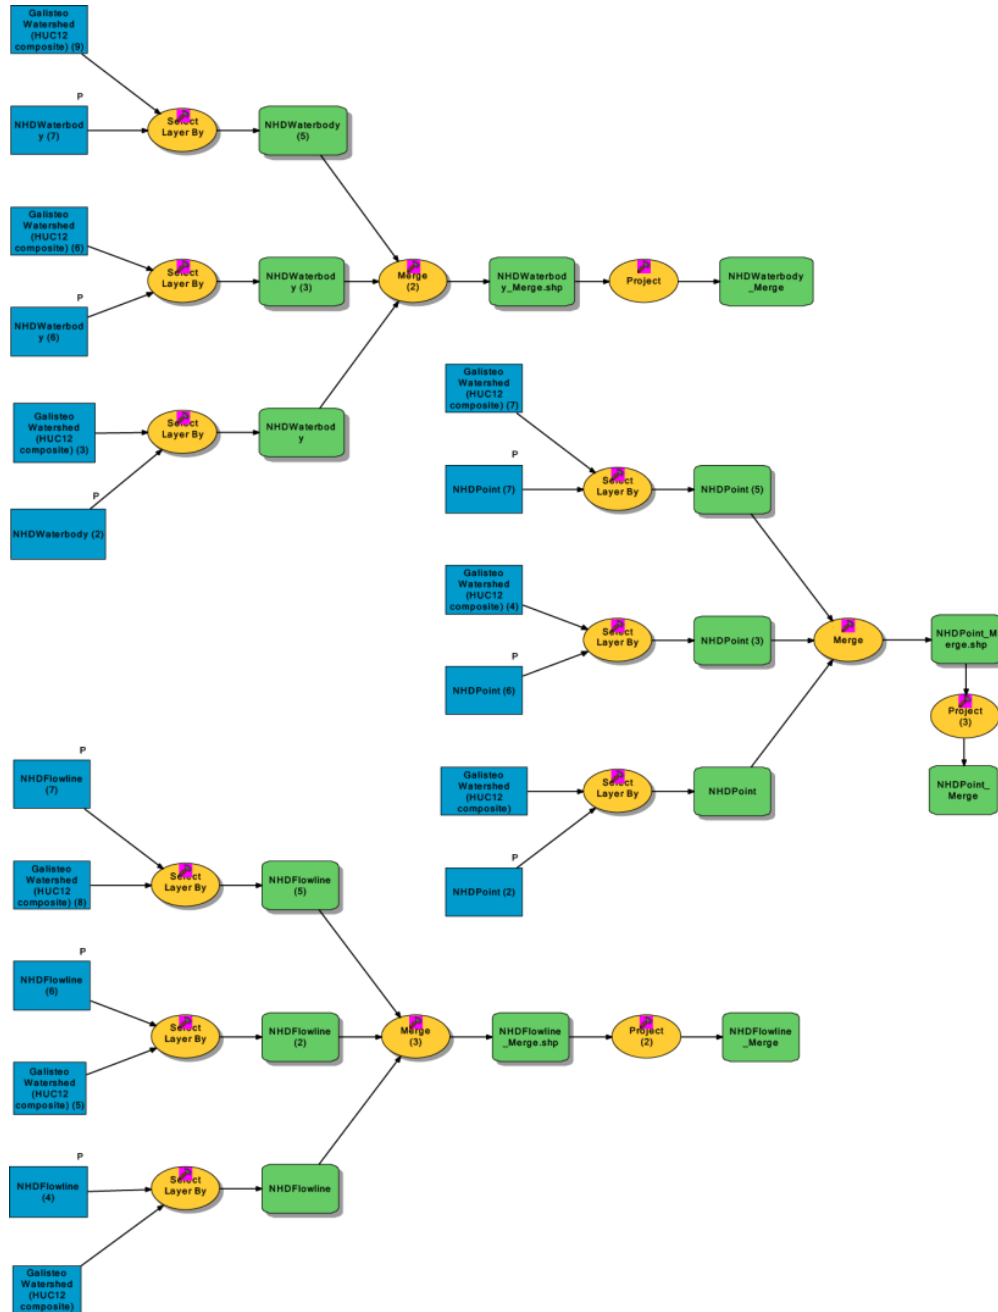 Galisteo
Watershed
(HUC12
composite) (9)
P
NHDWaterbod
y (7)
Select
Layer By
NHDWaterbody
(5)
Galisteo
Watershed
(HUC12
composite) (6)
P
NHDWaterbod
y (6)
Select
Layer By
NHDWaterbod
y (3)
Merge
(2)
NHDWaterbod
y_Merge.shp
Project
NHDWaterbody
_Merge
Galisteo
Watershed
(HUC12
composite) (3)
P
NHDWaterbody (2)
Select
Layer By
NHDWaterbod
y
Galisteo
Watershed
(HUC12
composite) (7)
P
NHDPoint (7)
Select
Layer By
NHDPoint (5)
Galisteo
Watershed
(HUC12
composite) (4)
P
NHDPoint (6)
Select
Layer By
NHDPoint (3)
Merge
NHDPoint_M
erge.shp
Project
(3)
NHDPoint_
Merge
Galisteo
Watershed
(HUC12
composite)
P
NHDPoint (2)
Select
Layer By
NHDPoint
P
NHDFlowline
(7)
Galisteo
Watershed
(HUC12
composite) (8)
Select
Layer By
NHDFlowline
(5)
P
NHDFlowline
(6)
Galisteo
Watershed
(HUC12
composite) (5)
Select
Layer By
NHDFlowline
(2)
Merge
(3)
NHDFlowline
_Merge.shp
Project
(2)
NHDFlowline
_Merge
P
NHDFlowline
(4)
Galisteo
Watershed
(HUC12
composite)
Select
Layer By
NHDFlowline